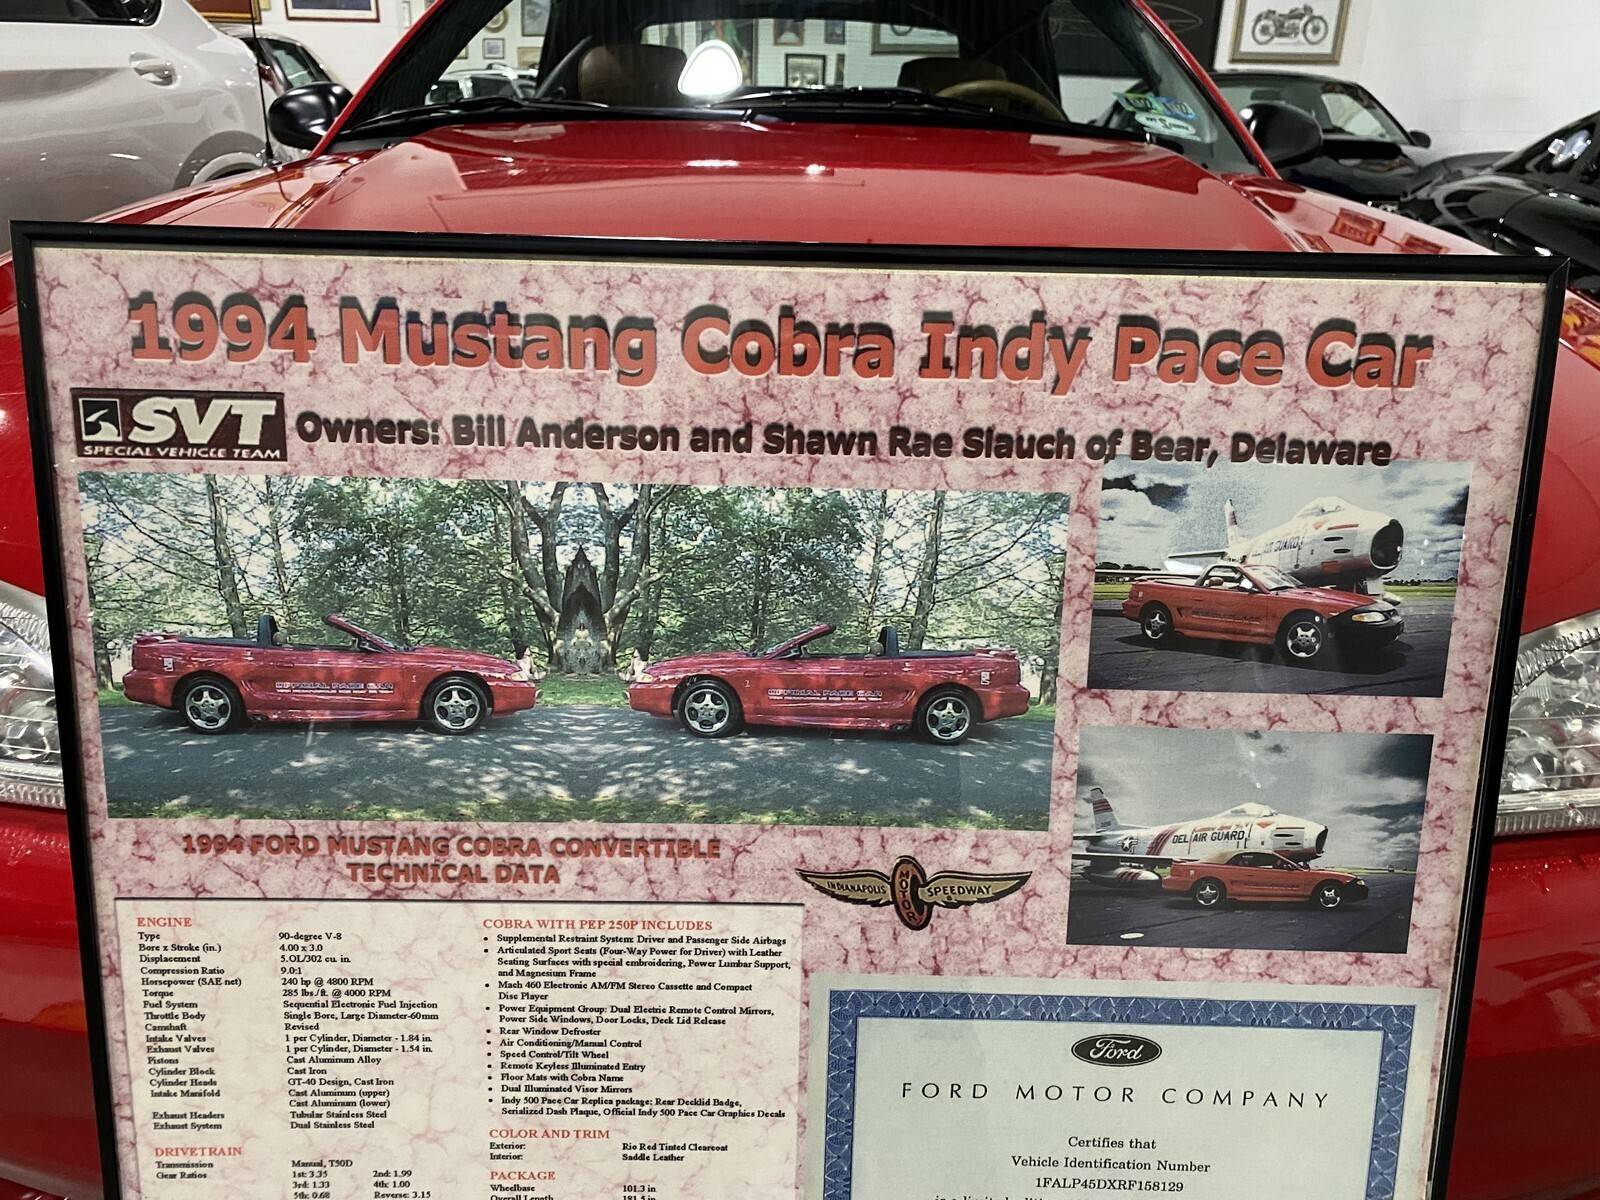 1994 Mustang Cobra Indy Pace Car
SVT
SPECIAL VEHICLE TEAM
Owners: Bill Anderson and Shawn Rae Slauch of Bear, Delaware
OFFICIAL PACE CAR
OFFICIAL PACE CAR
AIR GUARD
DEL AIR GUARD
1994 FORD MUSTANG COBRA CONVERTIBLE
TECHNICAL DATA
INDIANAPOLIS MOTOR SPEEDWAY
ENGINE
Type 90-degree V-8
Bore x Stroke (in.) 4.00 x 3.0
Displacement 5.OL/302 cu. in.
Compression Ratio 9.0:1
Horsepower (SAE net) 240 hp @ 4800 RPM
Torque 285 lbs./ft. @ 4000 RPM
Fuel System Sequential Electronic Fuel Injection
Throttle Body Single Bore, Large Diameter-60mm
Camshaft Revised
Intake Valves 1 per Cylinder, Diameter - 1.84 in.
Exhaust Valves 1 per Cylinder, Diameter - 1.54 in.
Pistons Cast Aluminum Alloy
Cylinder Block Cast Iron
Cylinder Heads GT-40 Design, Cast Iron
Intake Manifold Cast Aluminum (upper)
Cast Aluminum (lower)
Exhaust Headers Tubular Stainless Steel
Exhaust System Dual Stainless Steel
DRIVETRAIN
Transmission Manual, T50D
Gear Ratios 1st: 3.35 2nd: 1.99
3rd: 1.33 4th: 1.00
5th: 0.68 Reverse: 3.15
COBRA WITH PEP 250P INCLUDES
• Supplemental Restraint System: Driver and Passenger Side Airbags
• Articulated Sport Seats (Four-Way Power for Driver) with Leather
Seating Surfaces with special embroidering, Power Lumbar Support,
and Magnesium Frame
• Mach 460 Electronic AM/FM Stereo Cassette and Compact
Disc Player
• Power Equipment Group: Dual Electric Remote Control Mirrors,
Power Side Windows, Door Locks, Deck Lid Release
• Rear Window Defroster
• Air Conditioning/Manual Control
• Speed Control/Tilt Wheel
• Remote Keyless Illuminated Entry
• Floor Mats with Cobra Name
• Dual Illuminated Visor Mirrors
• Indy 500 Pace Car Replica package; Rear Decklid Badge,
Serialized Dash Plaque, Official Indy 500 Pace Car Graphics Decals
COLOR AND TRIM
Exterior: Rio Red Tinted Clearcoat
Interior: Saddle Leather
PACKAGE
Wheelbase 101.3 in
Overall Length 181.5 in
Ford
FORD MOTOR COMPANY
Certifies that
Vehicle Identification Number
1FALP45DXRF158129